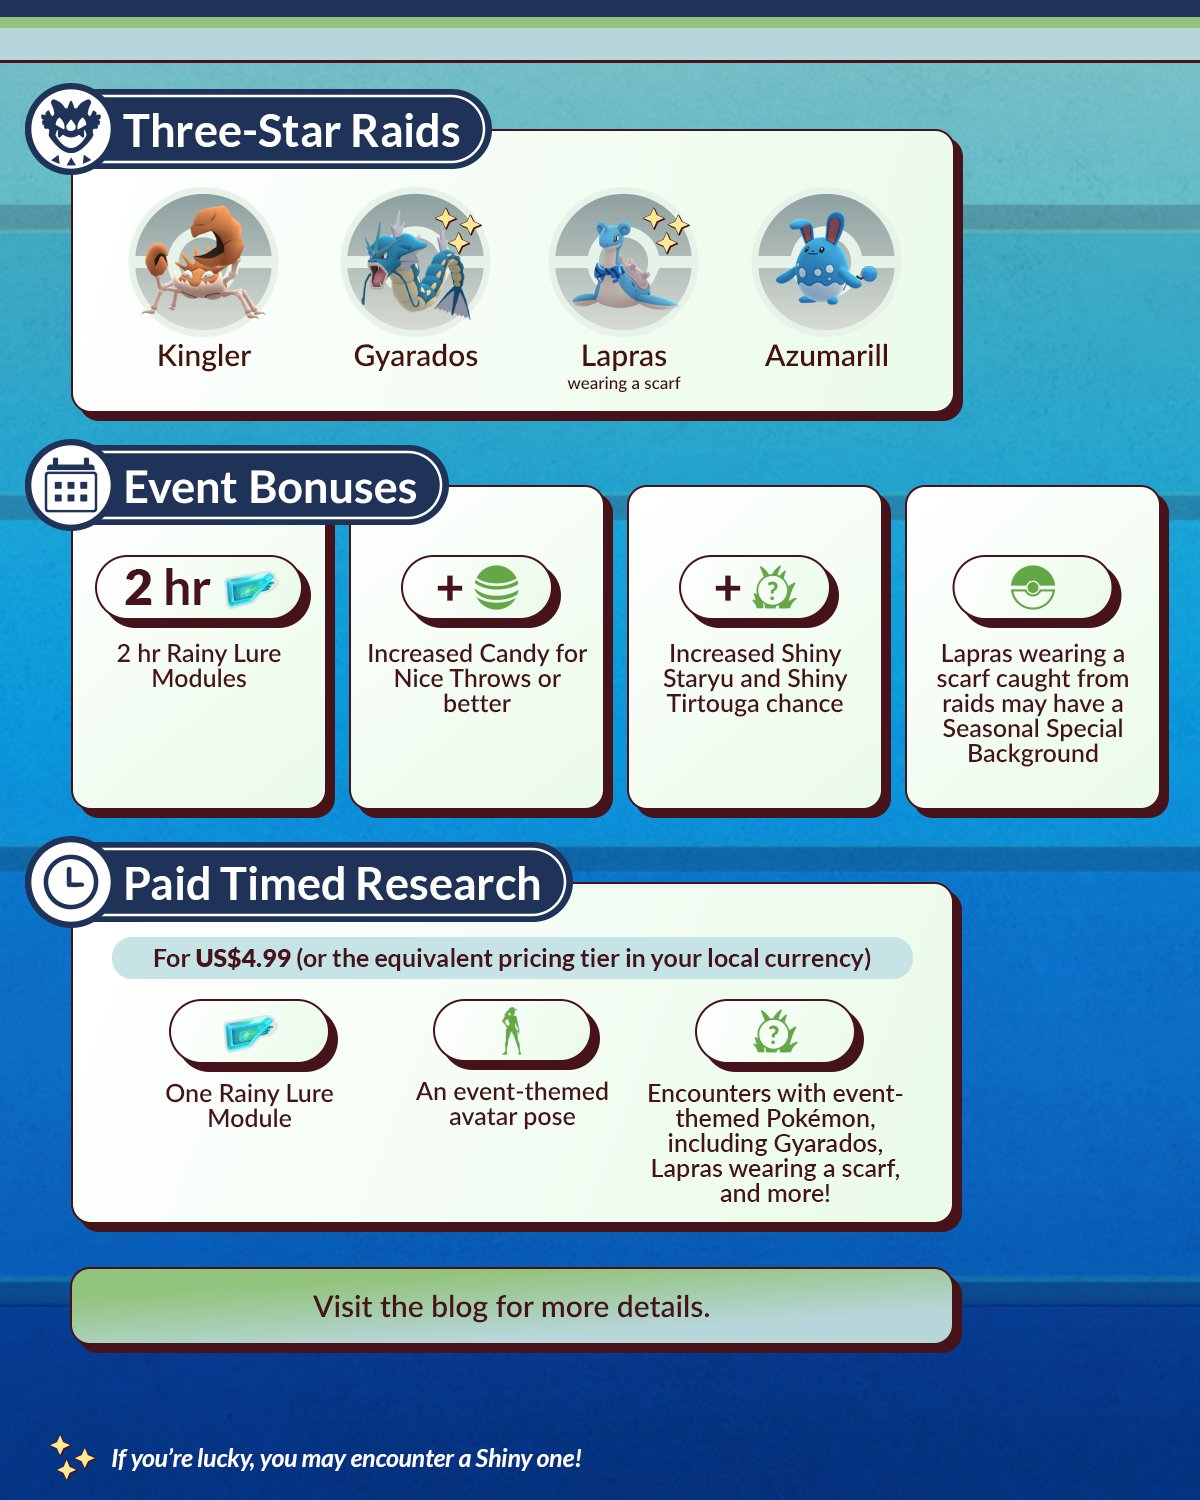 Three-Star Raids
Kingler
Gyarados
Lapras
wearing a scarf
Azumarill
Event Bonuses
2 hr
2 hr Rainy Lure
Modules
+
Increased Candy for
Nice Throws or
better
+
?
Increased Shiny
Staryu and Shiny
Tirtouga chance
Lapras wearing a
scarf caught from
raids may have a
Seasonal Special
Background
Paid Timed Research
For US$4.99 (or the equivalent pricing tier in your local currency)
One Rainy Lure
Module
An event-themed
avatar pose
?
Encounters with event-
themed Pokémon,
including Gyarados,
Lapras wearing a scarf,
and more!
Visit the blog for more details.
If you're lucky, you may encounter a Shiny one!